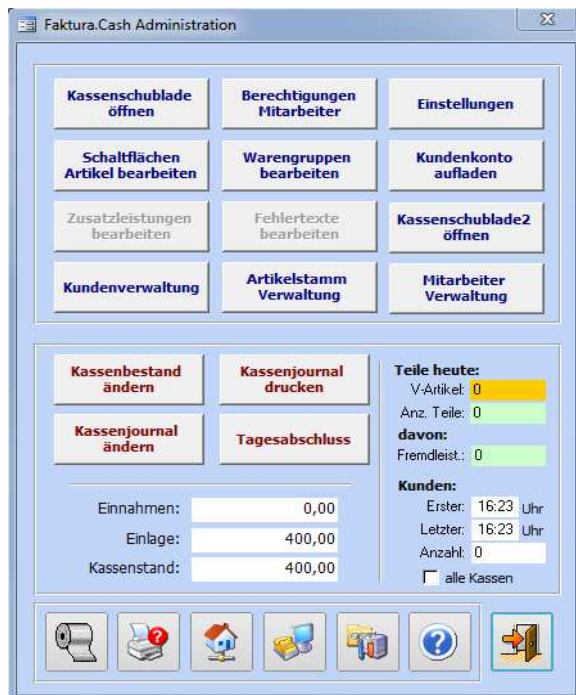 Faktura.Cash Administration
Kassenschublade
öffnen
Berechtigungen
Mitarbeiter
Einstellungen
Schaltflächen
Artikel bearbeiten
Warengruppen
bearbeiten
Kundenkonto
aufladen
Zusatzleistungen
bearbeiten
Fehlertexte
bearbeiten
Kassenschublade2
öffnen
Kundenverwaltung
Artikelstamm
Verwaltung
Mitarbeiter
Verwaltung
Kassenbestand
ändern
Kassenjournal
drucken
Kassenjournal
ändern
Tagesabschluss
Einnahmen: 0,00
Einlage: 400,00
Kassenstand: 400,00
Teile heute:
V-Artikel: 0
Anz. Teile: 0
davon:
Fremdleist.: 0
Kunden:
Erster: 16:23 Uhr
Letzter: 16:23 Uhr
Anzahl: 0
alle Kassen